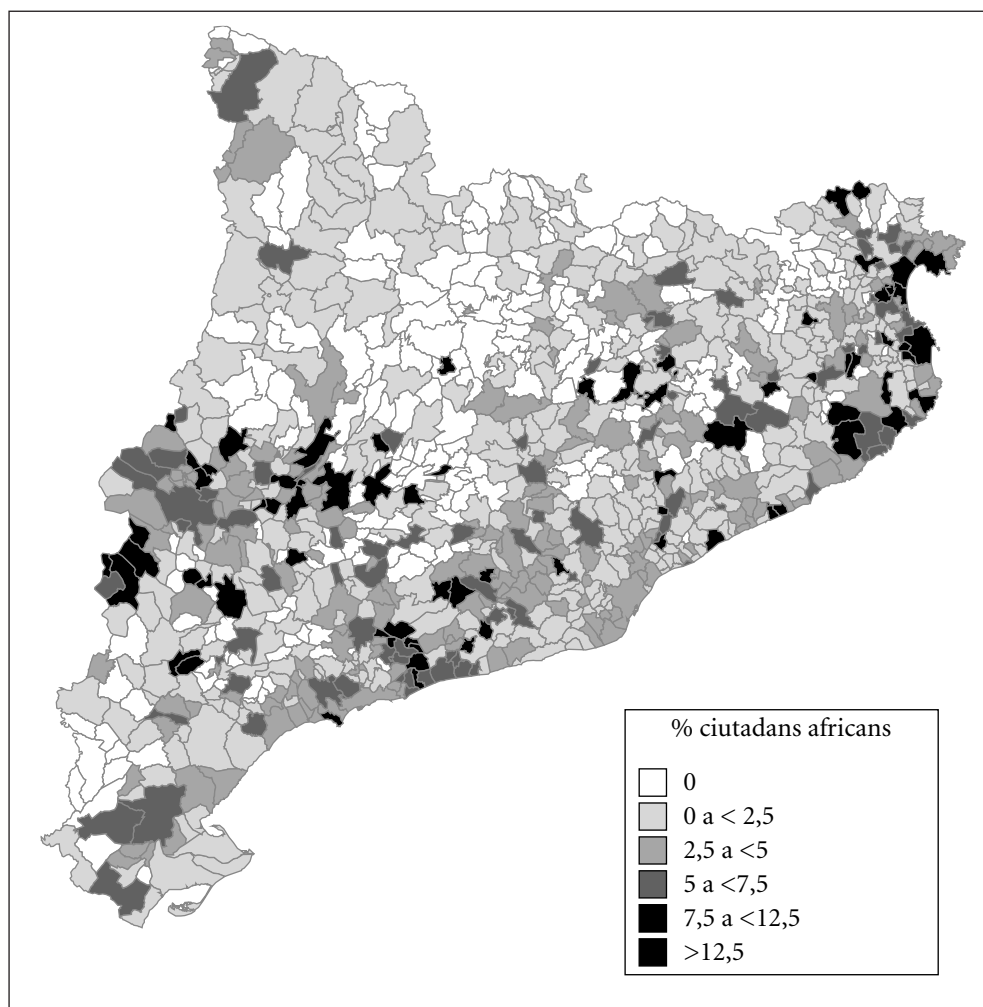 % ciutadans africans
0
0 a < 2,5
2,5 a <5
5 a <7,5
7,5 a <12,5
>12,5